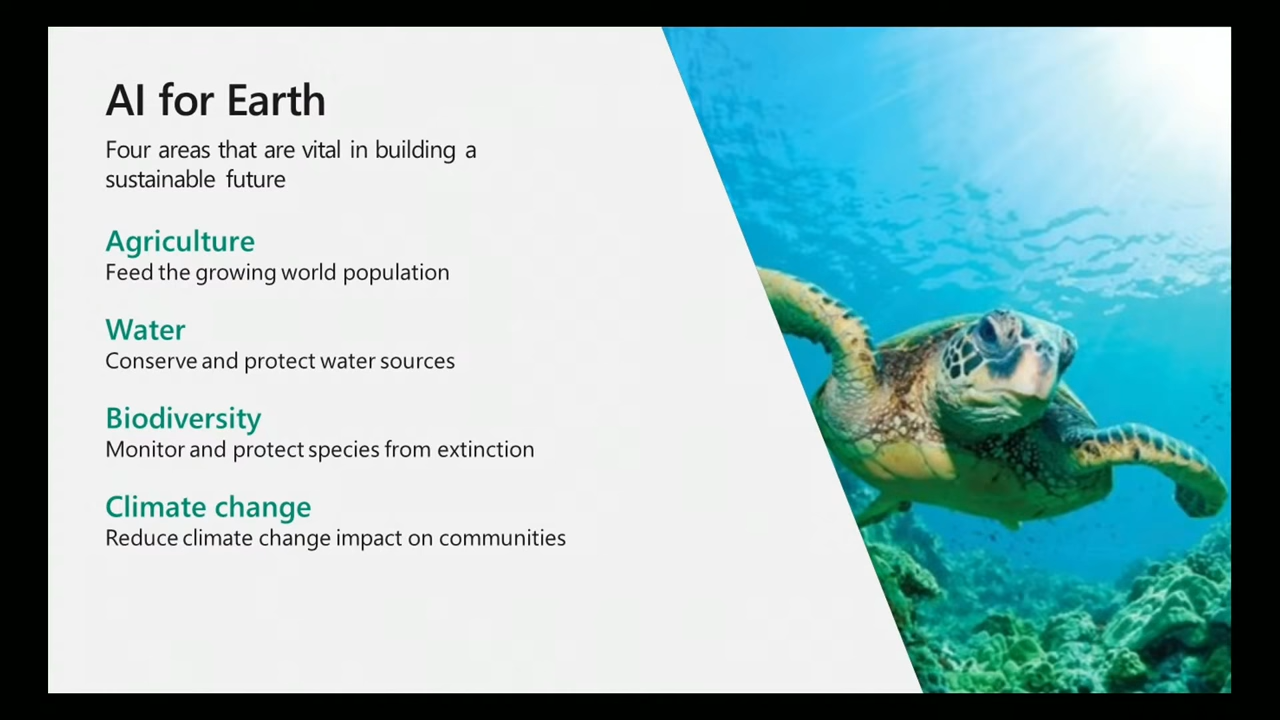 AI for Earth
Four areas that are vital in building a
sustainable future
Agriculture
Feed the growing world population
Water
Conserve and protect water sources
Biodiversity
Monitor and protect species from extinction
Climate change
Reduce climate change impact on communities